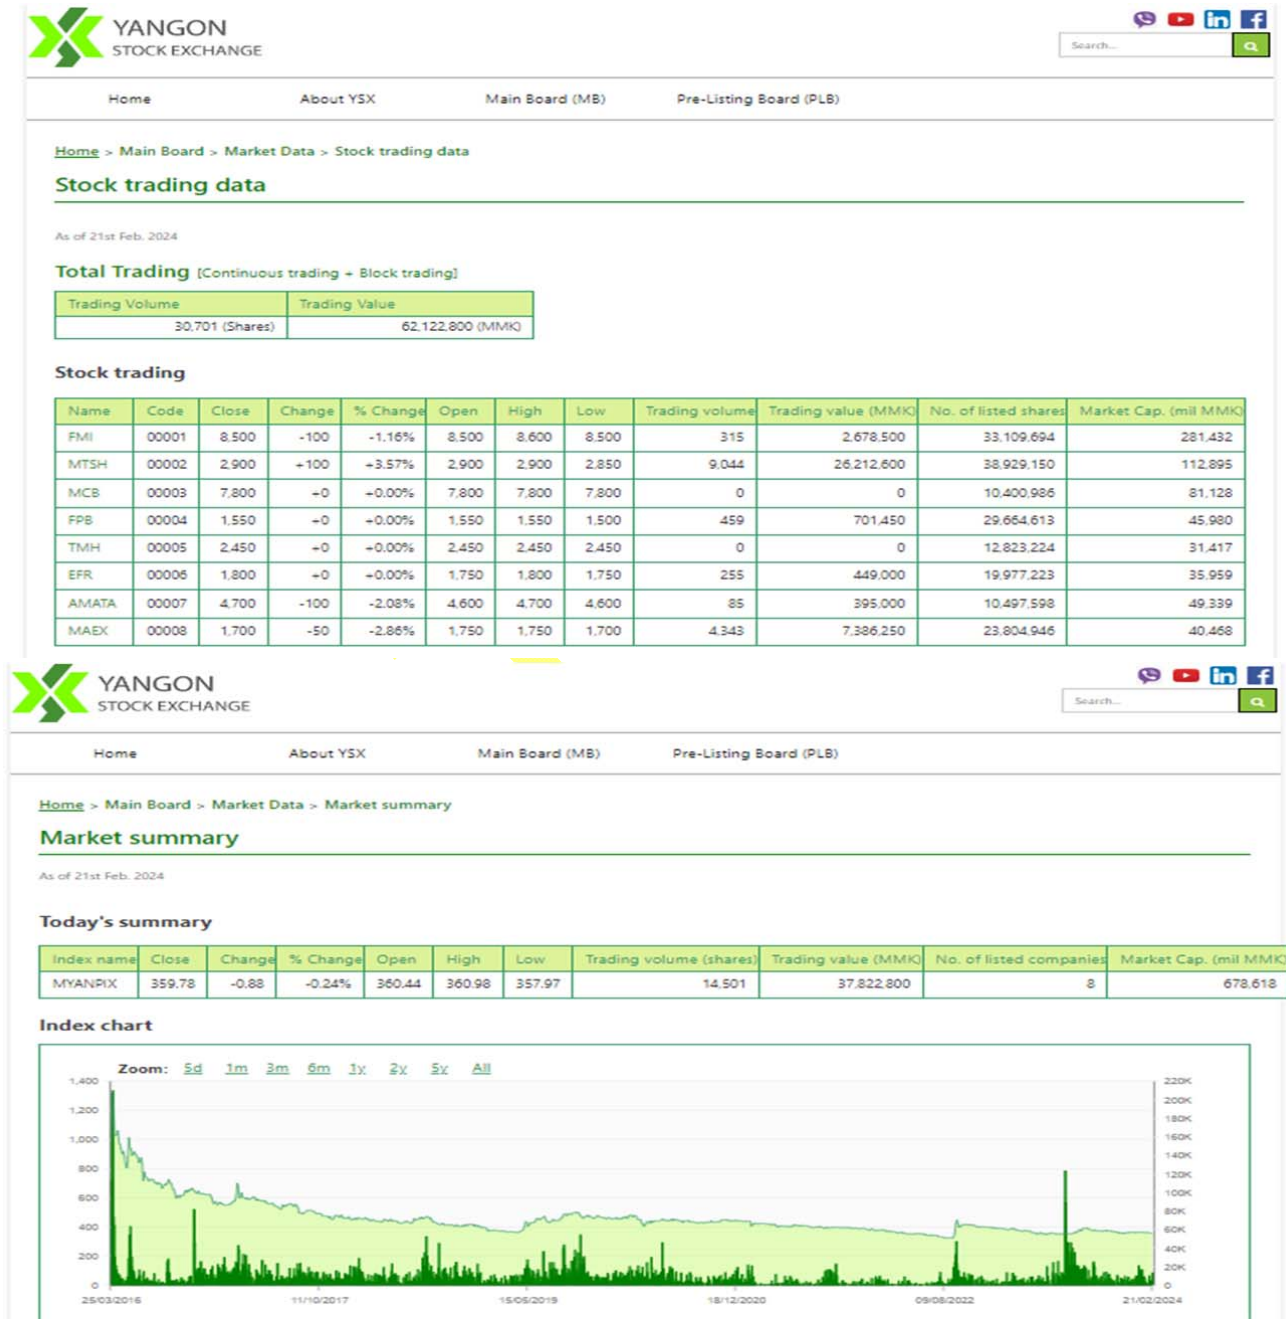 YANGON
STOCK EXCHANGE
Search...
Home About YSX Main Board (MB) Pre-Listing Board (PLB)
Home > Main Board > Market Data > Stock trading data
Stock trading data
As of 21st Feb. 2024
Total Trading [Continuous trading + Block trading]
Trading Volume Trading Value
30,701 (Shares) 62,122,800 (MMK)
Stock trading
Name Code Close Change % Change Open High Low Trading volume Trading value (MMK) No. of listed shares Market Cap. (mil MMK)
FMI 00001 8,500 -100 -1.16% 8,500 8,600 8,500 315 2,678,500 33,109,694 281,432
MTSH 00002 2,900 +100 +3.57% 2,900 2,900 2,850 9,044 26,212,600 38,929,150 112,895
MCB 00003 7,800 +0 +0.00% 7,800 7,800 7,800 0 0 10,400,986 81,128
FPB 00004 1,550 +0 +0.00% 1,550 1,550 1,500 459 701,450 29,664,613 45,980
TMH 00005 2,450 +0 +0.00% 2,450 2,450 2,450 0 0 12,823,224 31,417
EFR 00006 1,800 +0 +0.00% 1,750 1,800 1,750 255 449,000 19,977,223 35,959
AMATA 00007 4,700 -100 -2.08% 4,600 4,700 4,600 85 395,000 10,497,598 49,339
MAEX 00008 1,700 -50 -2.86% 1,750 1,750 1,700 4,343 7,386,250 23,804,946 40,468
YANGON
STOCK EXCHANGE
Search...
Home About YSX Main Board (MB) Pre-Listing Board (PLB)
Home > Main Board > Market Data > Market summary
Market summary
As of 21st Feb. 2024
Today's summary
Index name Close Change % Change Open High Low Trading volume (shares) Trading value (MMK) No. of listed companies Market Cap. (mil MMK)
MYANPIX 359.78 -0.88 -0.24% 360.44 360.98 357.97 14,501 37,822,800 8 678,618
Index chart
Zoom: 5d 1m 3m 6m 1y 2y 5y All
1,400 220K
200K
1,200
180K
1,000 160K
140K
800
120K
600 100K
80K
400 60K
40K
200
20K
0 0
25/03/2016 11/10/2017 15/05/2019 18/12/2020 09/08/2022 21/02/2024